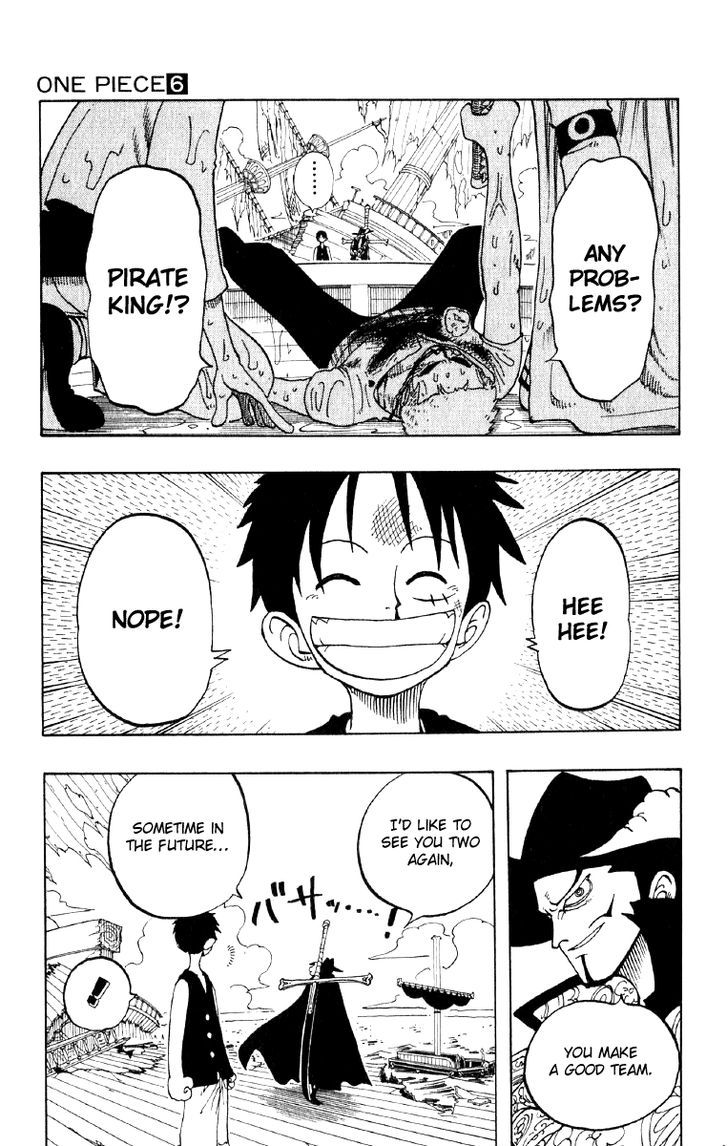 ONE PIECE 6
ANY
PROB-
LEMS?
......
PIRATE
KING!?
HEE
HEE!
NOPE!
YOU MAKE
A GOOD TEAM.
I'D LIKE TO
SEE YOU TWO
AGAIN,
SOMETIME IN
THE FUTURE...
バサッ……!
!!